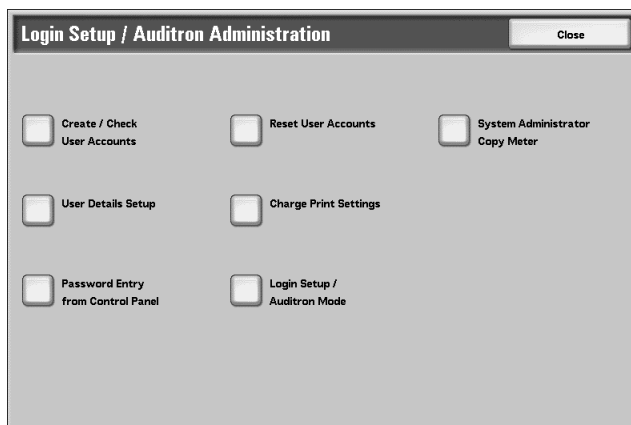 Login Setup / Auditron Administration
Close
Create / Check
User Accounts
Reset User Accounts
System Administrator
Copy Meter
User Details Setup
Charge Print Settings
Password Entry
from Control Panel
Login Setup /
Auditron Mode